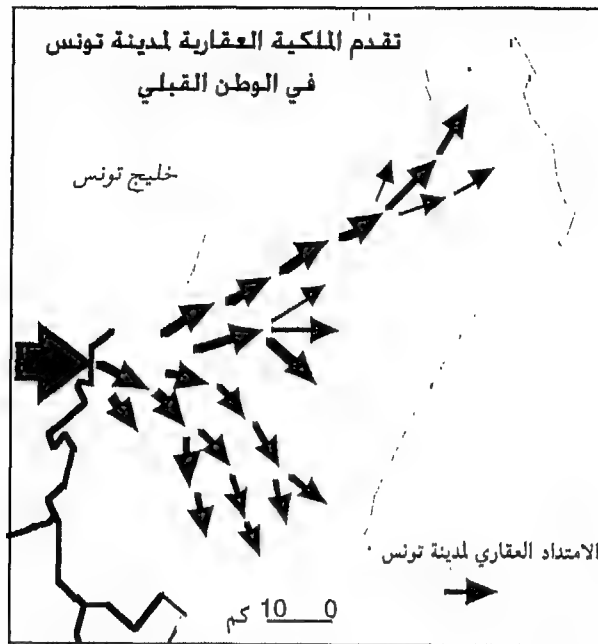 تقدم الملكية العقارية لمدينة تونس
في الوطن القبلي
خليج تونس
الامتداد العقاري لمدينة تونس
0 10 كم